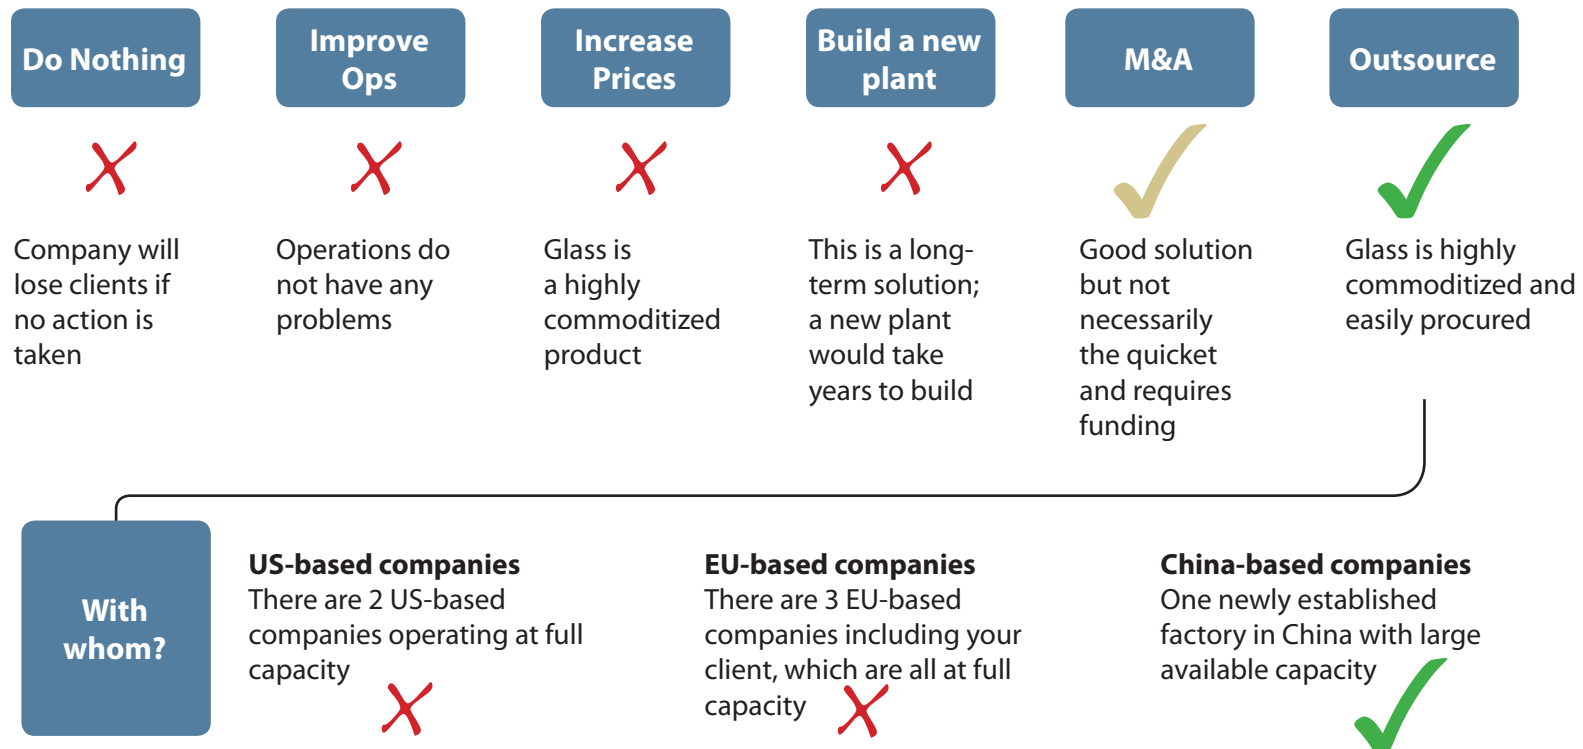 Do Nothing
Improve
Ops
Increase
Prices
Build a new
plant
M&A
Outsource
Company will
lose clients if
no action is
taken
Operations do
not have any
problems
Glass is
a highly
commoditized
product
This is a long-
term solution;
a new plant
would take
years to build
Good solution
but not
necessarily
the quicket
and requires
funding
Glass is highly
commoditized and
easily procured
With
whom?
US-based companies
There are 2 US-based
companies operating at full
capacity
EU-based companies
There are 3 EU-based
companies including your
client, which are all at full
capacity
China-based companies
One newly established
factory in China with large
available capacity